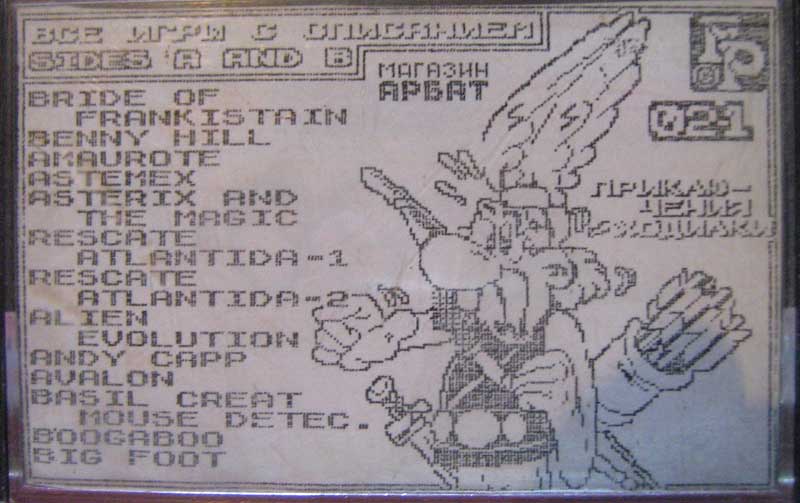 ВСЕ ИГРЫ С ОПИСАНИЕМ
SIDES A AND B
МАГАЗИН
АРБАТ
021
ПРИКЛЮ-
ЧЕНИЯ
БРОДИЛКИ
BRIDE OF
FRANKISTAIN
BENNY HILL
AMAUROTE
ASTEMEX
ASTERIX AND
THE MAGIC
RESCATE
ATLANTIDA-1
RESCATE
ATLANTIDA-2
ALIEN
EVOLUTION
ANDY CAPP
AVALON
BASIL CREAT
MOUSE DETEC.
BOOGABOO
BIG FOOT